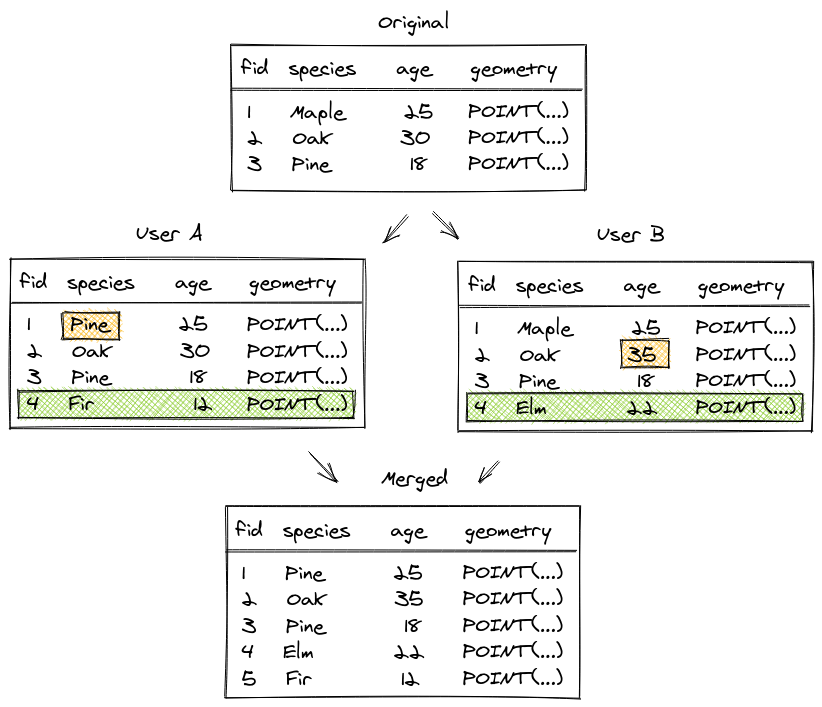 Original
fid species age geometry
1 Maple 25 POINT(...)
2 Oak 30 POINT(...)
3 Pine 18 POINT(...)
User A
fid species age geometry
1 Pine 25 POINT(...)
2 Oak 30 POINT(...)
3 Pine 18 POINT(...)
4 Fir 12 POINT(...)
User B
fid species age geometry
1 Maple 25 POINT(...)
2 Oak 35 POINT(...)
3 Pine 18 POINT(...)
4 Elm 22 POINT(...)
Merged
fid species age geometry
1 Pine 25 POINT(...)
2 Oak 35 POINT(...)
3 Pine 18 POINT(...)
4 Elm 22 POINT(...)
5 Fir 12 POINT(...)